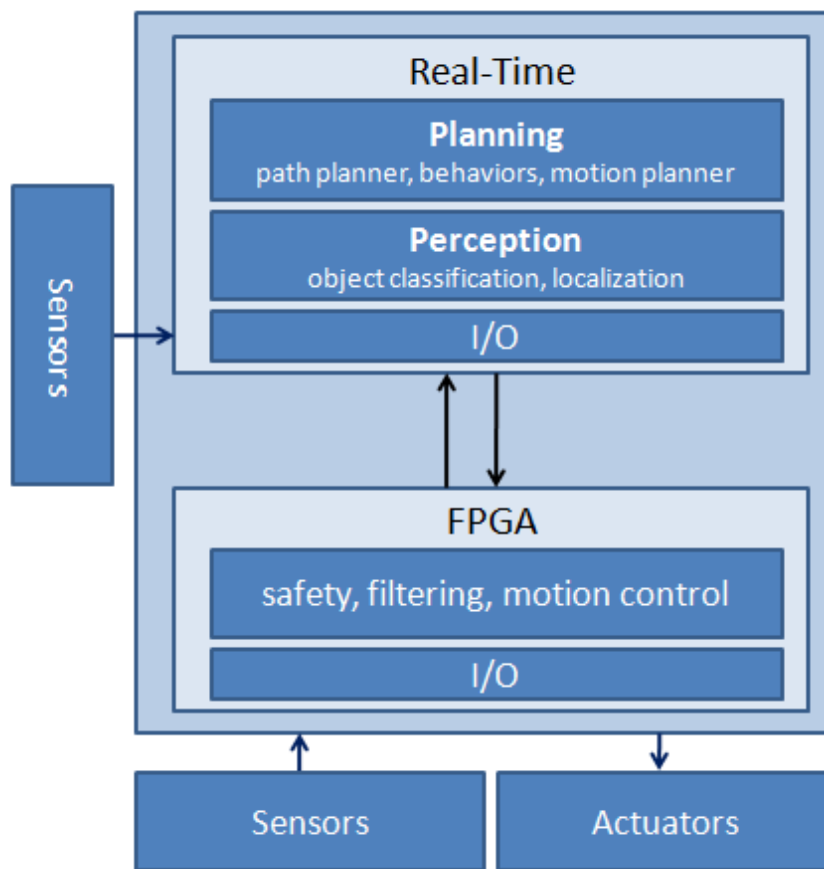 Real-Time
Planning
path planner, behaviors, motion planner
Perception
object classification, localization
I/O
Sensors
FPGA
safety, filtering, motion control
I/O
Sensors
Actuators